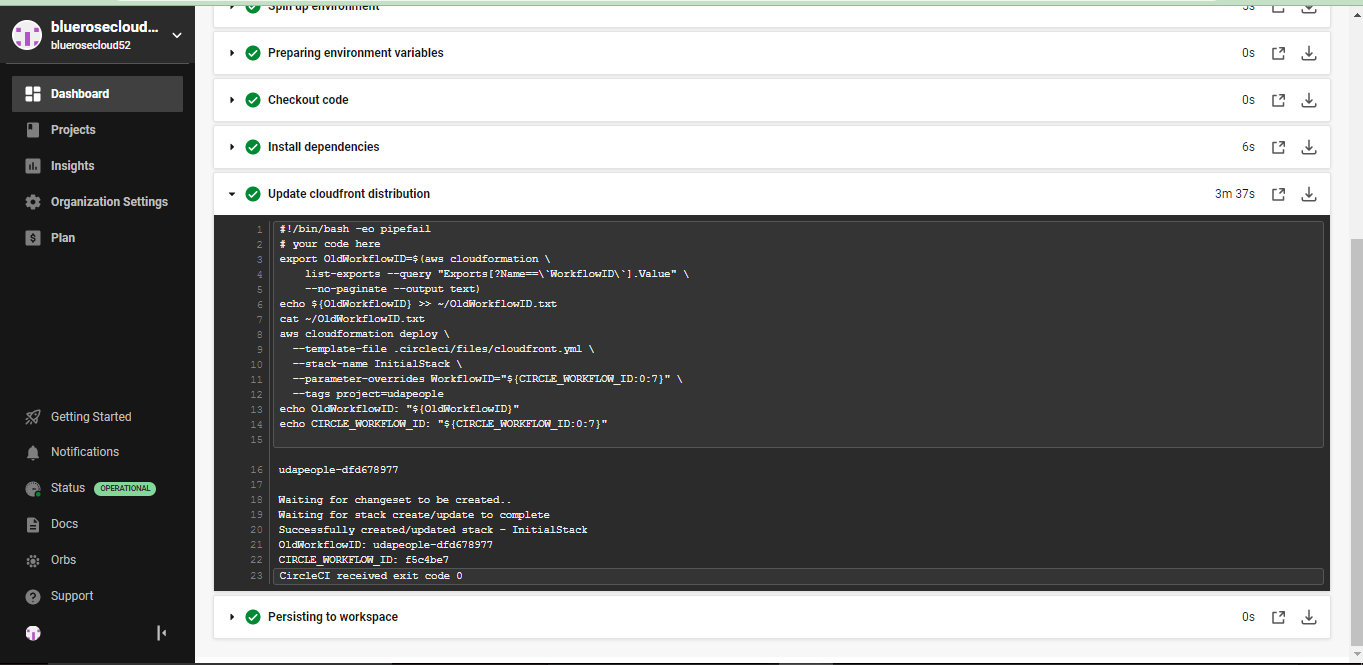 bluerosecloud...
bluerosecloud52
Dashboard
Projects
Insights
Organization Settings
Plan
Getting Started
Notifications
Status OPERATIONAL
Docs
Orbs
Support
Spin up environment
Preparing environment variables 0s
Checkout code 0s
Install dependencies 6s
Update cloudfront distribution 3m 37s
1 #!/bin/bash -eo pipefail
2 # your code here
3 export OldWorkflowID=$(aws cloudformation \
4 list-exports --query "Exports[?Name==\`WorkflowID\`].Value" \
5 --no-paginate --output text)
6 echo ${OldWorkflowID} >> ~/OldWorkflowID.txt
7 cat ~/OldWorkflowID.txt
8 aws cloudformation deploy \
9 --template-file .circleci/files/cloudfront.yml \
10 --stack-name InitialStack \
11 --parameter-overrides WorkflowID="${CIRCLE_WORKFLOW_ID:0:7}" \
12 --tags project=udapeople
13 echo OldWorkflowID: "${OldWorkflowID}"
14 echo CIRCLE_WORKFLOW_ID: "${CIRCLE_WORKFLOW_ID:0:7}"
15
16 udapeople-dfd678977
17
18 Waiting for changeset to be created..
19 Waiting for stack create/update to complete
20 Successfully created/updated stack - InitialStack
21 OldWorkflowID: udapeople-dfd678977
22 CIRCLE_WORKFLOW_ID: f5c4be7
23 CircleCI received exit code 0
Persisting to workspace 0s